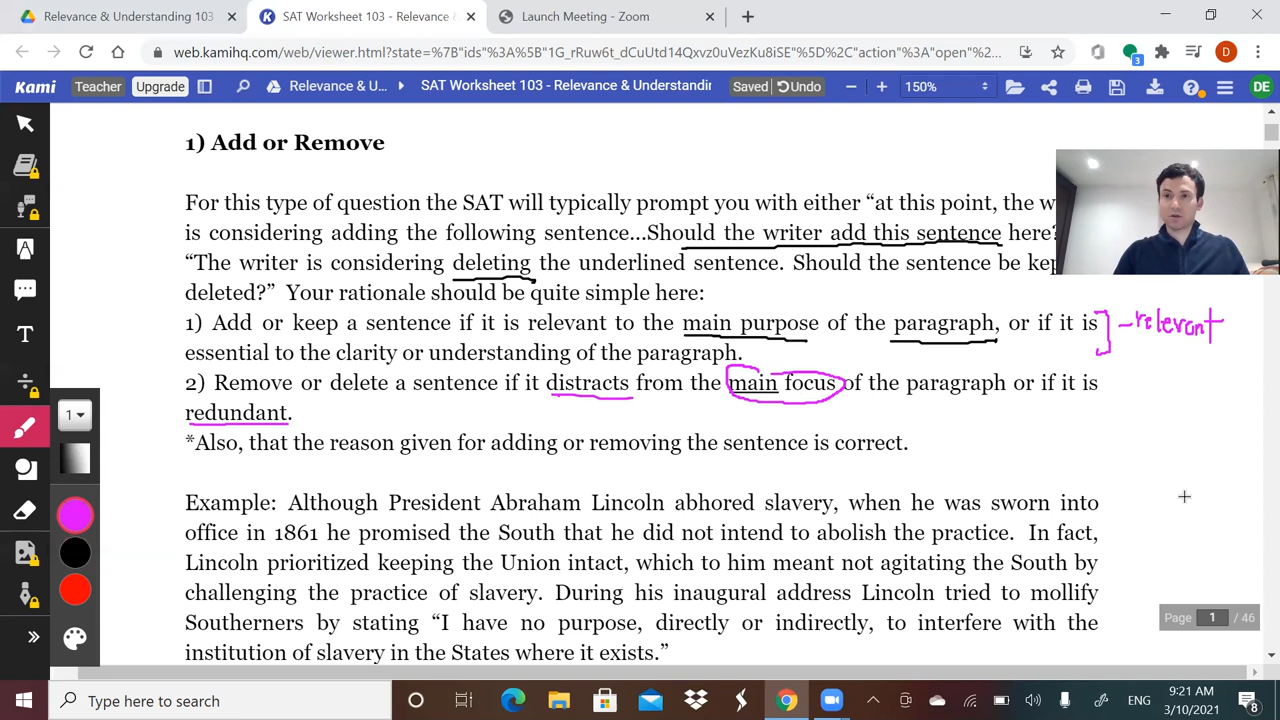 Relevance & Understanding 103
SAT Worksheet 103 - Relevance &
Launch Meeting - Zoom
web.kamihq.com/web/viewer.html?state=%7B"ids"%3A%5B"1G_rRuw6t_dCuUtd14Qxvz0uVezKu8iSE"%5D%2C"action"%3A"open"%2...
3
D
Kami
Teacher
Upgrade
Relevance & U...
SAT Worksheet 103 - Relevance & Understandin
Saved
Undo
150%
DE
1) Add or Remove
For this type of question the SAT will typically prompt you with either “at this point, the w
is considering adding the following sentence...Should the writer add this sentence here?
“The writer is considering deleting the underlined sentence. Should the sentence be kep
deleted?” Your rationale should be quite simple here:
1) Add or keep a sentence if it is relevant to the main purpose of the paragraph, or if it is
-relevant
essential to the clarity or understanding of the paragraph.
2) Remove or delete a sentence if it distracts from the main focus of the paragraph or if it is
redundant.
*Also, that the reason given for adding or removing the sentence is correct.
Example: Although President Abraham Lincoln abhored slavery, when he was sworn into
office in 1861 he promised the South that he did not intend to abolish the practice. In fact,
Lincoln prioritized keeping the Union intact, which to him meant not agitating the South by
challenging the practice of slavery. During his inaugural address Lincoln tried to mollify
Southerners by stating “I have no purpose, directly or indirectly, to interfere with the
institution of slavery in the States where it exists.”
1
Page 1 / 46
Type here to search
ENG
9:21 AM
3/10/2021
8